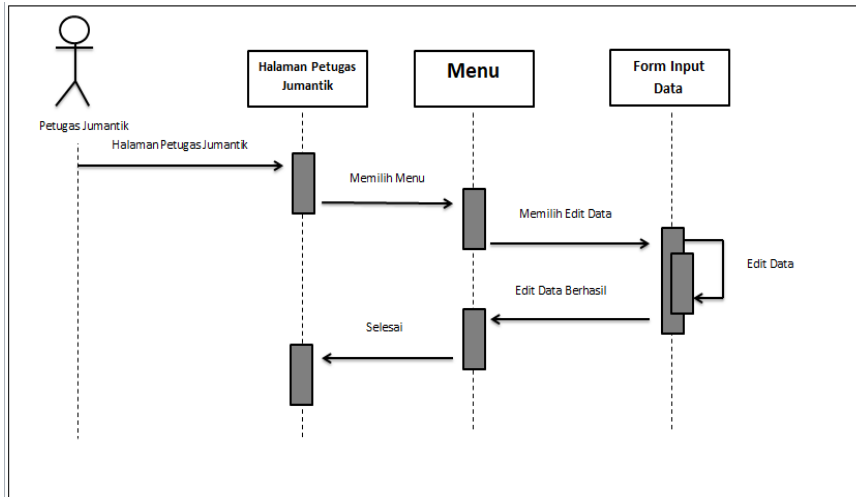 Halaman Petugas
Jumantik
Menu
Form Input
Data
Petugas Jumantik
Halaman Petugas Jumantik
Memilih Menu
Memilih Edit Data
Edit Data
Edit Data Berhasil
Selesai